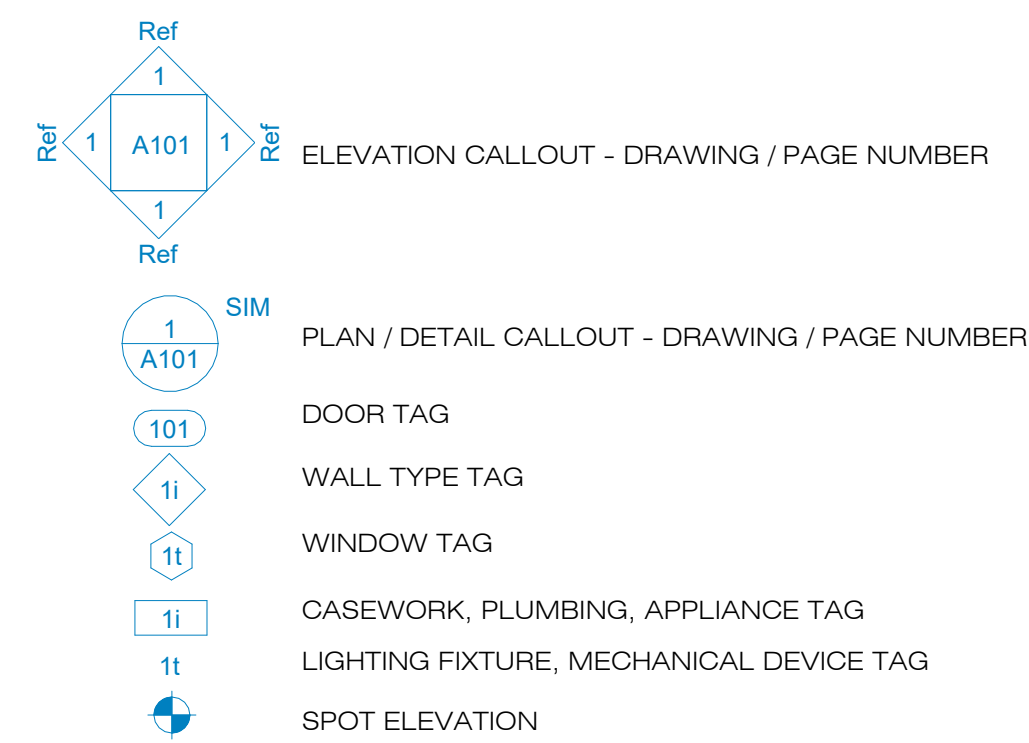 Ref
1
Ref 1 A101 1 Ref
ELEVATION CALLOUT - DRAWING / PAGE NUMBER
1
Ref
SIM
1
A101
PLAN / DETAIL CALLOUT - DRAWING / PAGE NUMBER
101
DOOR TAG
1i
WALL TYPE TAG
1t
WINDOW TAG
1i
CASEWORK, PLUMBING, APPLIANCE TAG
1t
LIGHTING FIXTURE, MECHANICAL DEVICE TAG
SPOT ELEVATION